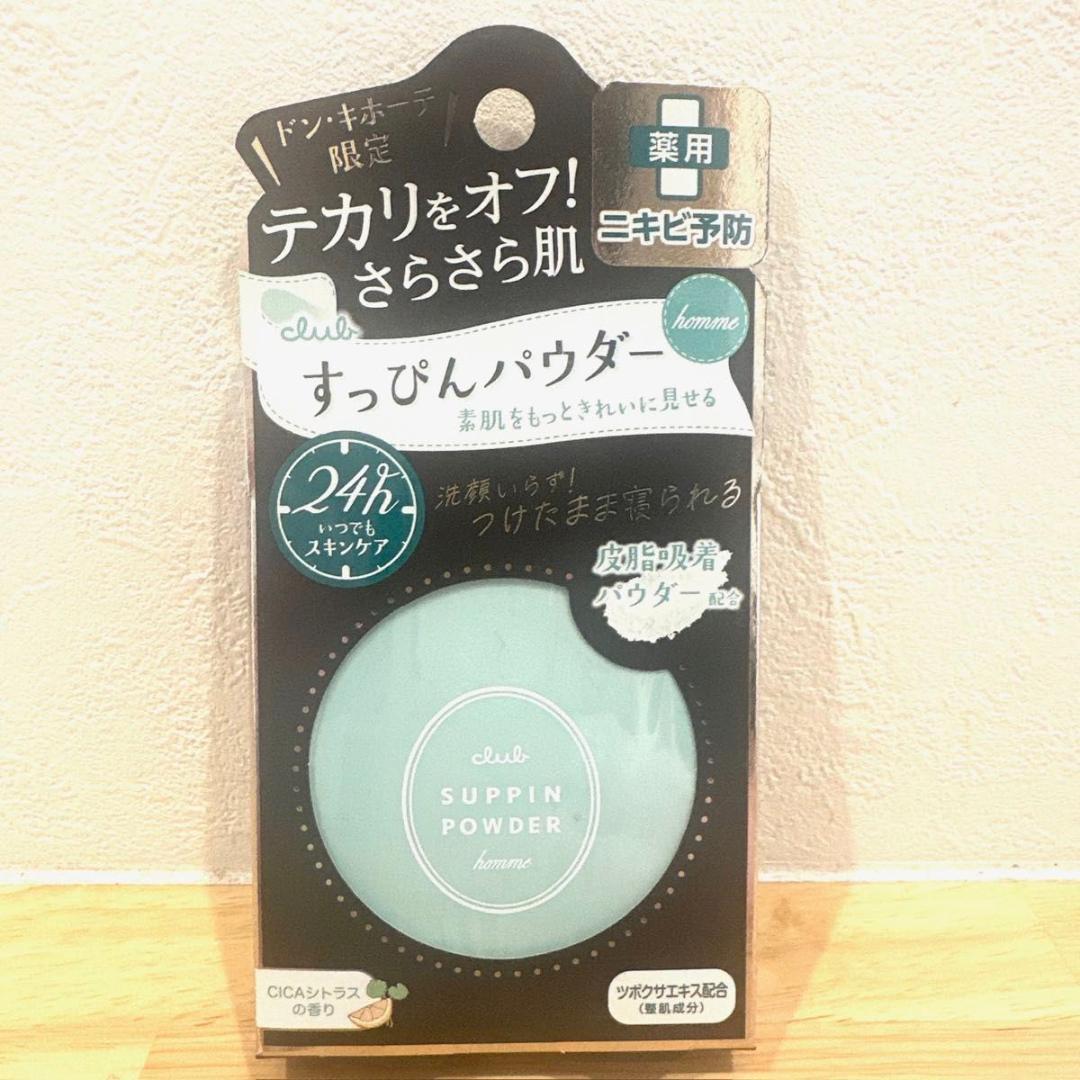 ドン・キホーテ
限定
テカリをオフ!
さらさら肌
薬用
ニキビ予防
club
homme
すっぴんパウダー
素肌をもっときれいに見せる
24h
いつでも
スキンケア
洗顔いらず!
つけたまま寝られる
皮脂吸着
パウダー 配合
club
SUPPIN
POWDER
homme
CICAシトラス
の香り
ツボクサエキス配合
(整肌成分)